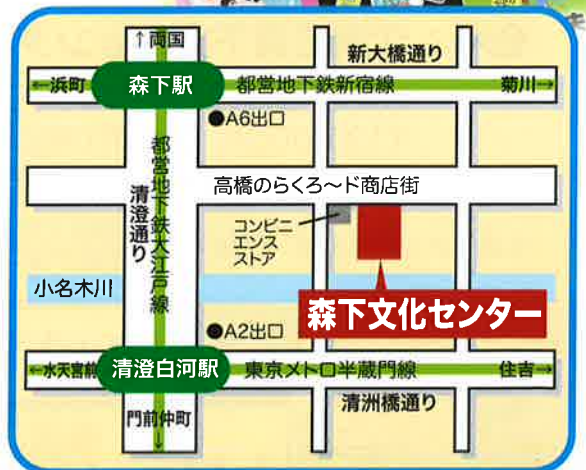 ↑両国
新大橋通り
←浜町
森下駅
都営地下鉄新宿線
菊川→
●A6出口
都営地下鉄大江戸線
清澄通り
高橋のらくろ〜ド商店街
コンビニ
エンス
ストア
小名木川
森下文化センター
●A2出口
←水天宮前
清澄白河駅
東京メトロ半蔵門線
住吉→
清洲橋通り
門前仲町
↓